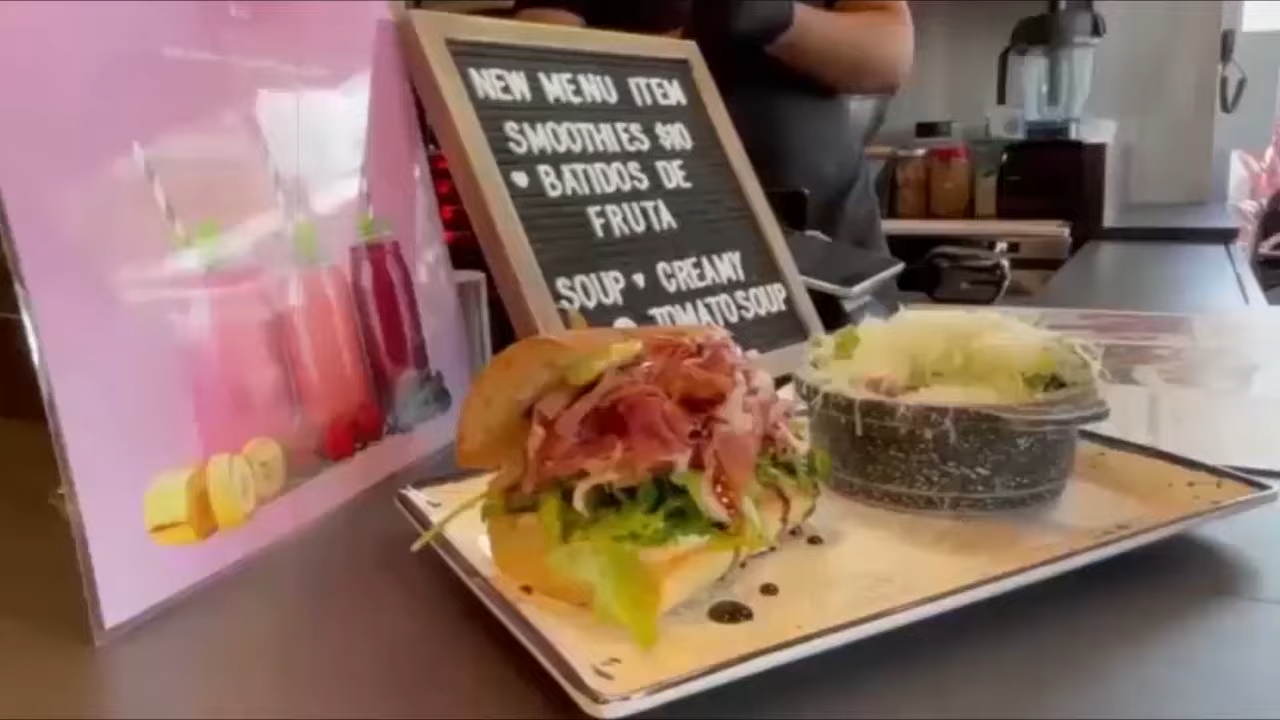 NEW MENU ITEM
SMOOTHIES $10
♥ BATIDOS DE
FRUTA
SOUP ♥ CREAMY
TOMATO SOUP